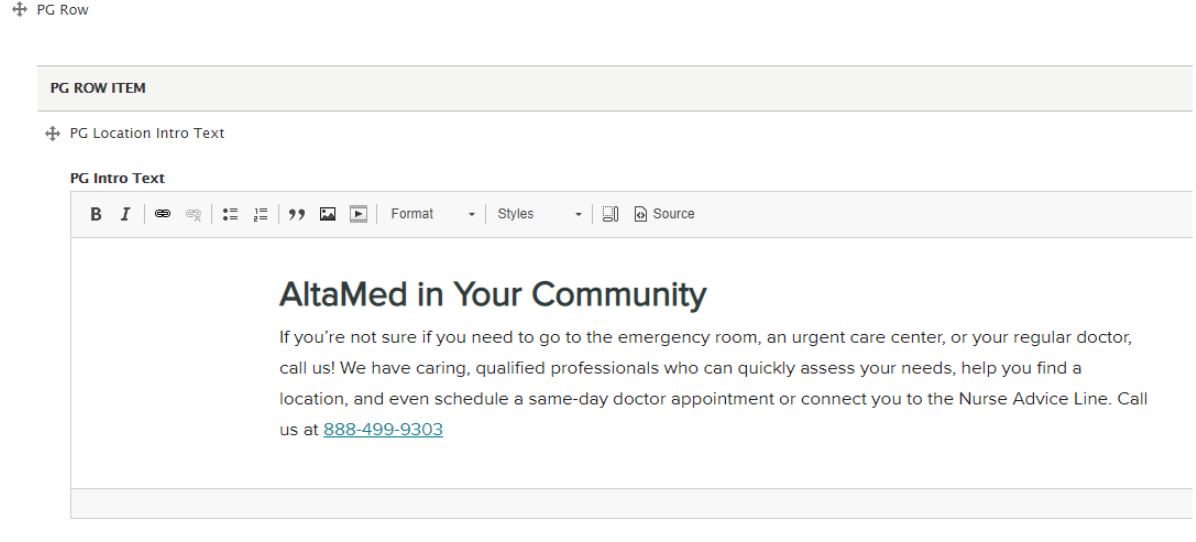 PG Row
PG ROW ITEM
PG Location Intro Text
PG Intro Text
B I Format Styles Source
AltaMed in Your Community
If you’re not sure if you need to go to the emergency room, an urgent care center, or your regular doctor,
call us! We have caring, qualified professionals who can quickly assess your needs, help you find a
location, and even schedule a same-day doctor appointment or connect you to the Nurse Advice Line. Call
us at 888-499-9303